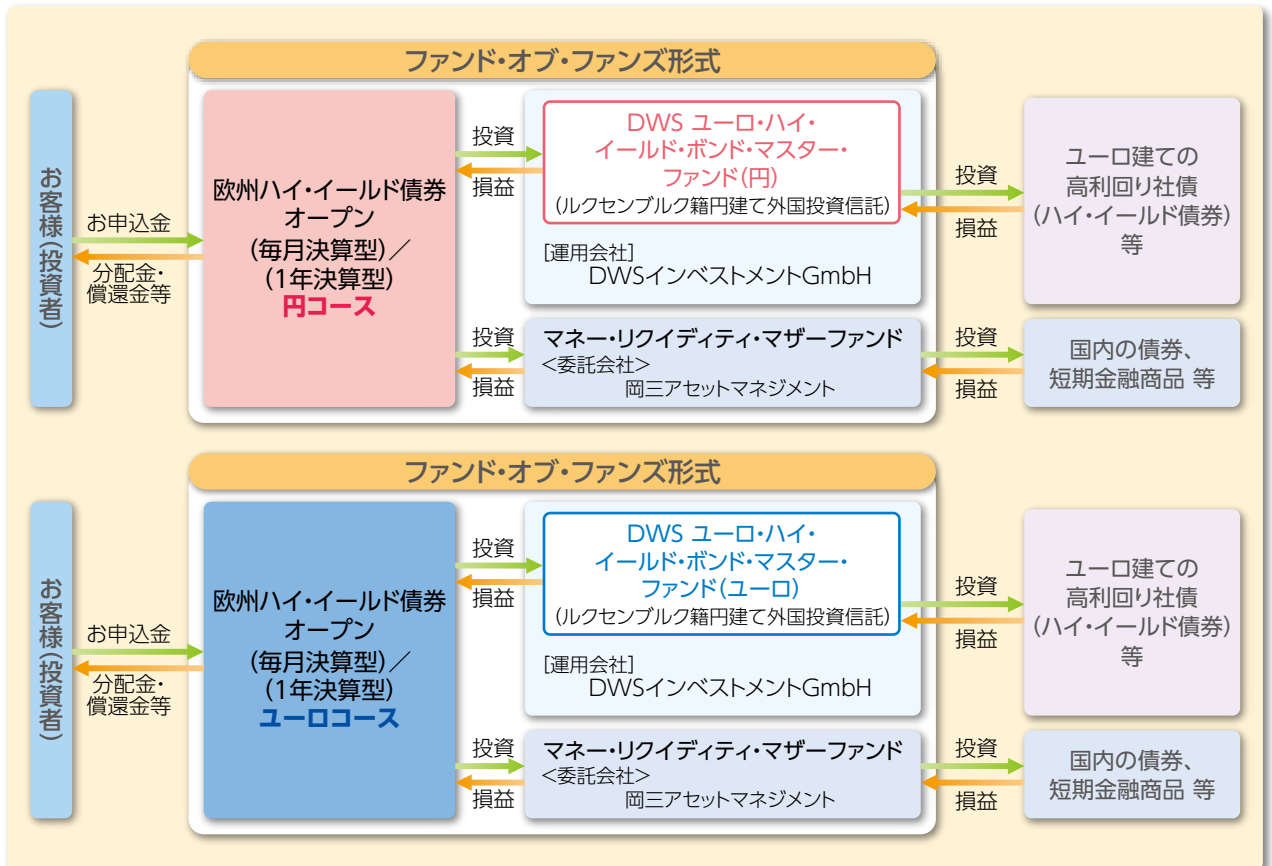 ファンド・オブ・ファンズ形式
お客様(投資者)
お申込金
分配金・
償還金等
欧州ハイ・イールド債券
オープン
(毎月決算型)／
(1年決算型)
円コース
投資
損益
DWS ユーロ・ハイ・
イールド・ボンド・マスター・
ファンド(円)
(ルクセンブルク籍円建て外国投資信託)
[運用会社]
DWSインベストメントGmbH
投資
損益
ユーロ建ての
高利回り社債
(ハイ・イールド債券)
等
投資
損益
マネー・リクイディティ・マザーファンド
＜委託会社＞
岡三アセットマネジメント
投資
損益
国内の債券、
短期金融商品 等
ファンド・オブ・ファンズ形式
お客様(投資者)
お申込金
分配金・
償還金等
欧州ハイ・イールド債券
オープン
(毎月決算型)／
(1年決算型)
ユーロコース
投資
損益
DWS ユーロ・ハイ・
イールド・ボンド・マスター・
ファンド(ユーロ)
(ルクセンブルク籍円建て外国投資信託)
[運用会社]
DWSインベストメントGmbH
投資
損益
ユーロ建ての
高利回り社債
(ハイ・イールド債券)
等
投資
損益
マネー・リクイディティ・マザーファンド
＜委託会社＞
岡三アセットマネジメント
投資
損益
国内の債券、
短期金融商品 等